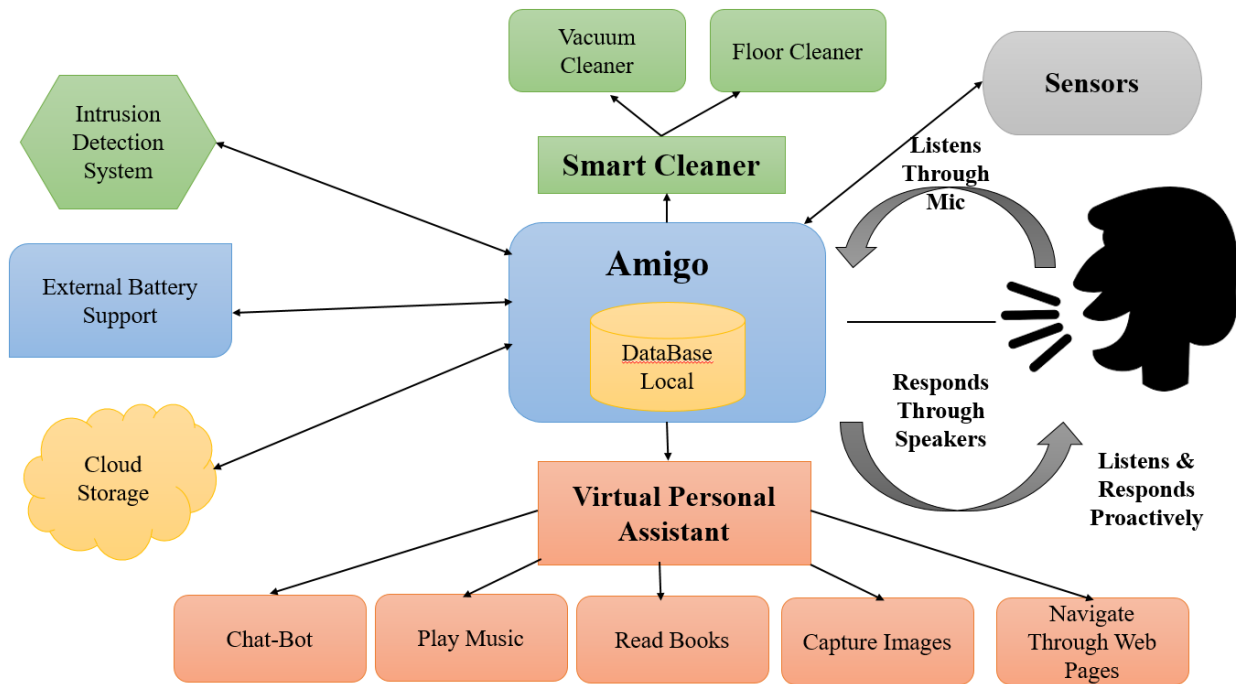 Vacuum
Cleaner
Floor Cleaner
Sensors
Intrusion
Detection
System
Smart Cleaner
Listens
Through
Mic
External Battery
Support
Amigo
DataBase
Local
Responds
Through
Speakers
Cloud
Storage
Listens &
Responds
Proactively
Virtual Personal
Assistant
Chat-Bot
Play Music
Read Books
Capture Images
Navigate
Through Web
Pages